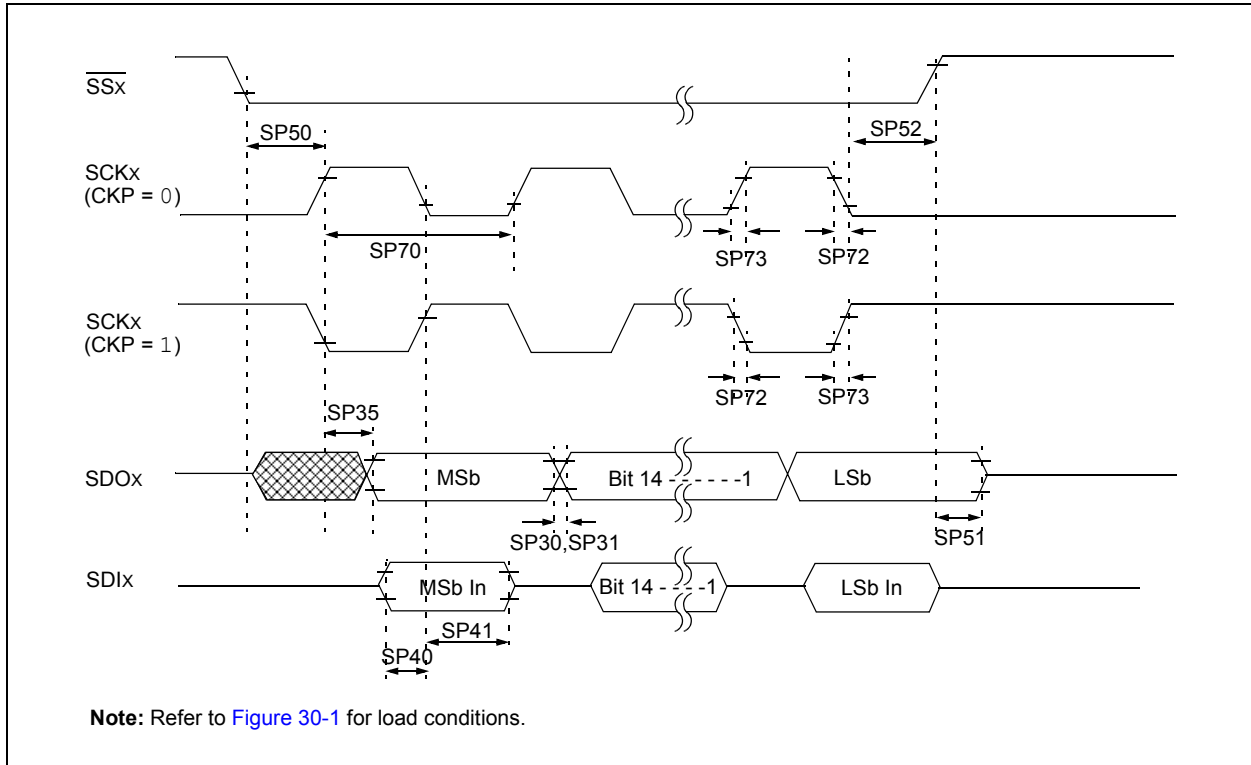 SSx
SP50
SP52
SCKx
(CKP = 0)
SP70
SP73
SP72
SCKx
(CKP = 1)
SP72
SP73
SP35
SDOx
MSb
Bit 14 - - - - - -1
LSb
SP30,SP31
SP51
SDIx
MSb In
Bit 14 - - - -1
LSb In
SP41
SP40
Note: Refer to Figure 30-1 for load conditions.